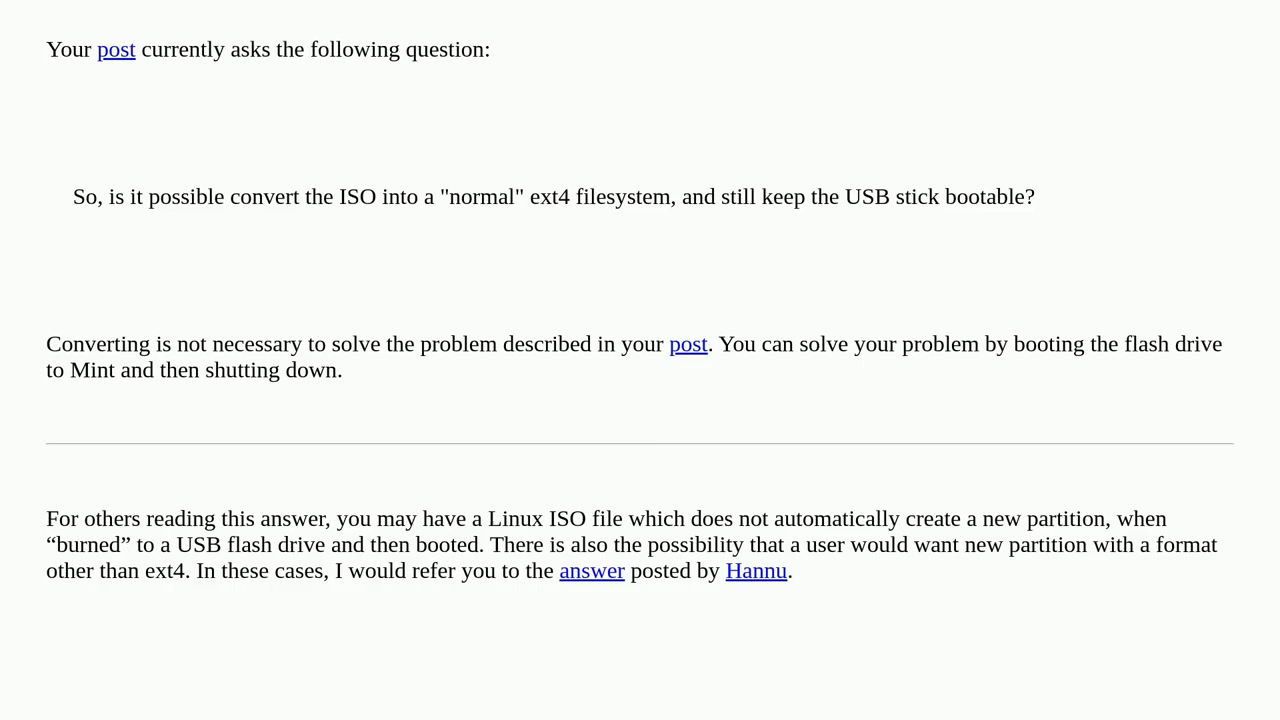 Your post currently asks the following question:
So, is it possible convert the ISO into a "normal" ext4 filesystem, and still keep the USB stick bootable?
Converting is not necessary to solve the problem described in your post. You can solve your problem by booting the flash drive
to Mint and then shutting down.
For others reading this answer, you may have a Linux ISO file which does not automatically create a new partition, when
“burned” to a USB flash drive and then booted. There is also the possibility that a user would want new partition with a format
other than ext4. In these cases, I would refer you to the answer posted by Hannu.